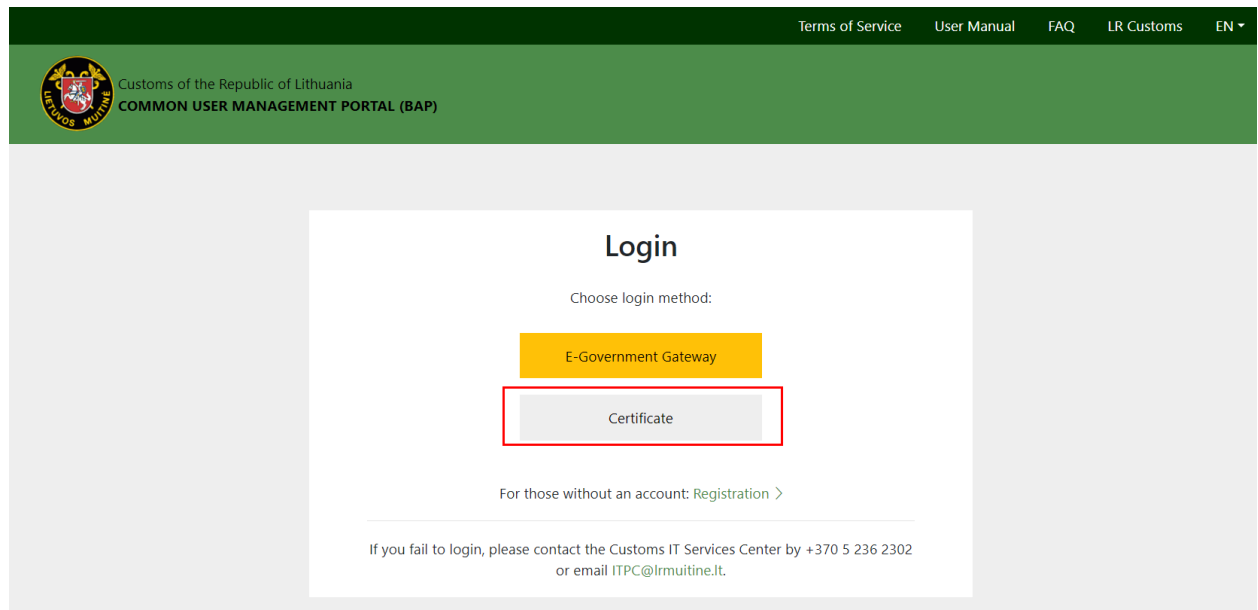 Terms of Service User Manual FAQ LR Customs EN
LIETUVOS MUITINĖ
Customs of the Republic of Lithuania
COMMON USER MANAGEMENT PORTAL (BAP)
Login
Choose login method:
E-Government Gateway
Certificate
For those without an account: Registration >
If you fail to login, please contact the Customs IT Services Center by +370 5 236 2302
or email ITPC@lrmuitine.lt.